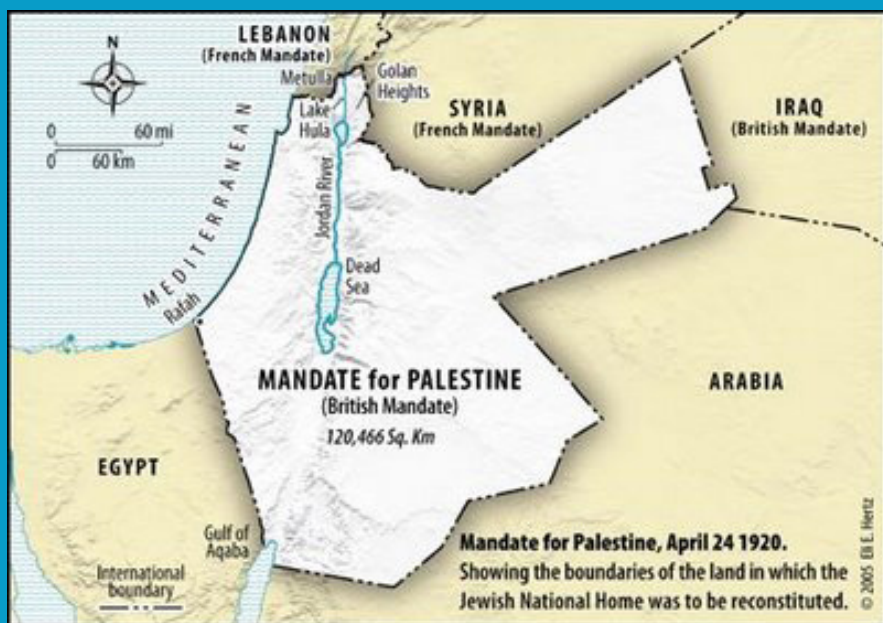 LEBANON
(French Mandate)
Metulla
Golan
Heights
N
0 60 mi
0 60 km
Lake
Hula
SYRIA
(French Mandate)
IRAQ
(British Mandate)
MEDITERRANEAN
Jordan River
Rafah
Dead
Sea
MANDATE for PALESTINE
(British Mandate)
120,466 Sq. Km
ARABIA
EGYPT
Gulf of
Aqaba
International
boundary
Mandate for Palestine, April 24 1920.
Showing the boundaries of the land in which the
Jewish National Home was to be reconstituted.
© 2005 Eli E. Hertz